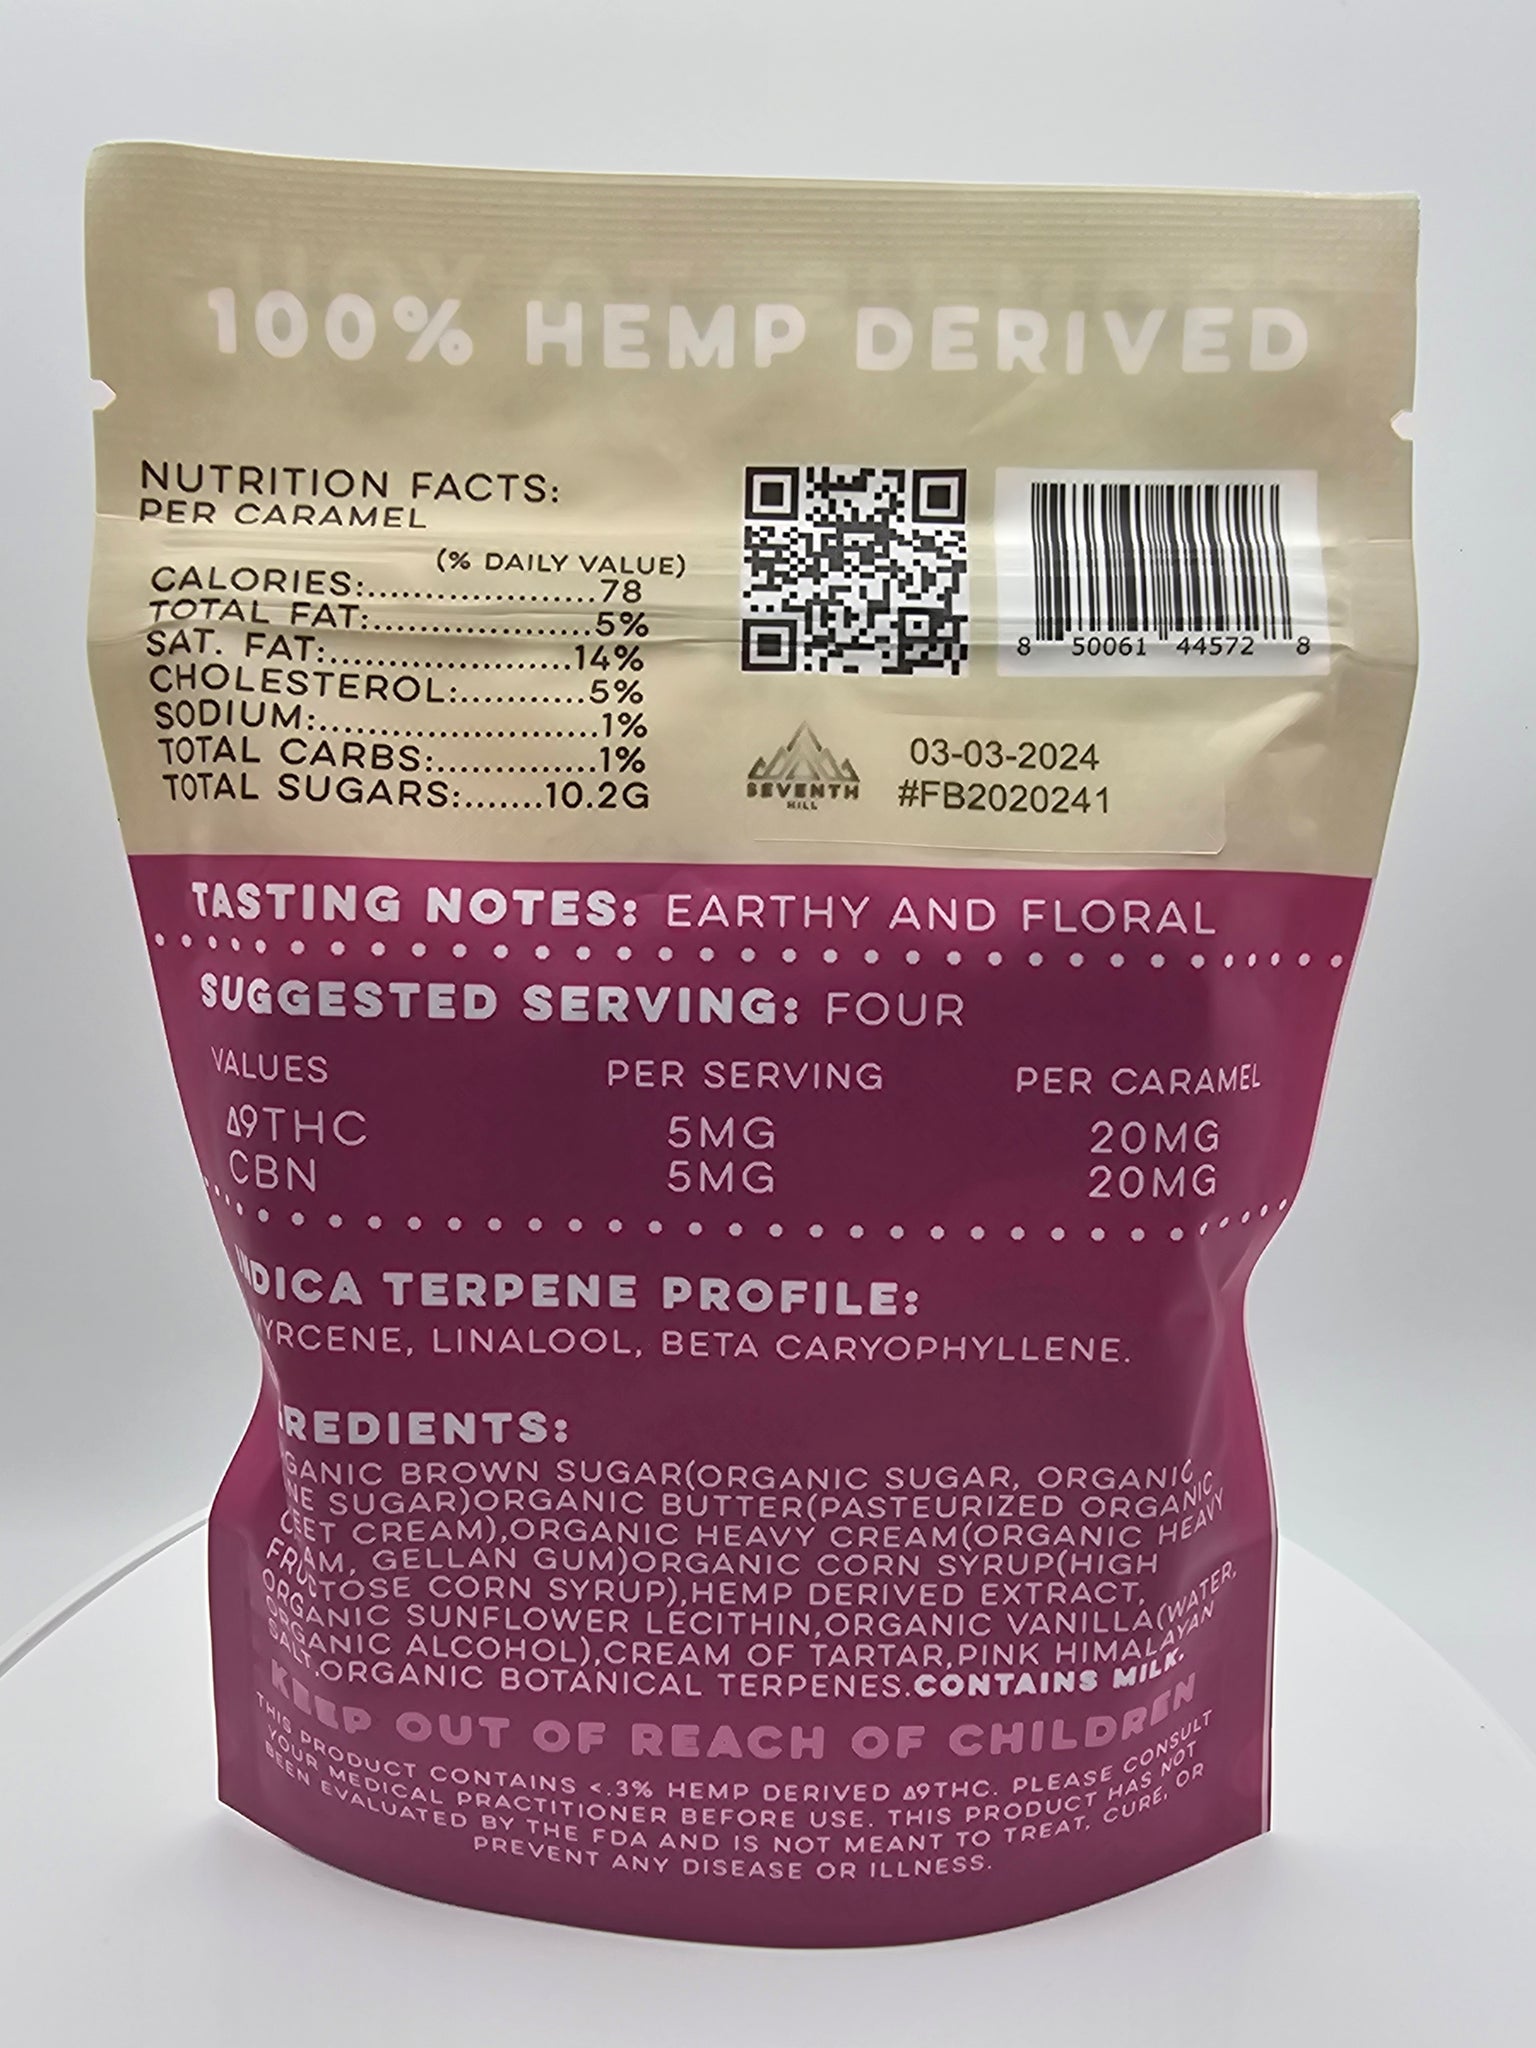 100% HEMP DERIVED
NUTRITION FACTS:
PER CARAMEL
(% DAILY VALUE)
CALORIES:....................78
TOTAL FAT:...................5%
SAT. FAT:.....................14%
CHOLESTEROL:...........5%
SODIUM:........................1%
TOTAL CARBS:..............1%
TOTAL SUGARS:.......10.2G
8 50061 44572 8
SEVENTH
HILL
03-03-2024
#FB2020241
TASTING NOTES: EARTHY AND FLORAL
SUGGESTED SERVING: FOUR
VALUES PER SERVING PER CARAMEL
Δ9THC 5MG 20MG
CBN 5MG 20MG
INDICA TERPENE PROFILE:
MYRCENE, LINALOOL, BETA CARYOPHYLLENE.
REDIENTS:
GANIC BROWN SUGAR(ORGANIC SUGAR, ORGANIC
NE SUGAR)ORGANIC BUTTER(PASTEURIZED ORGANIC
EET CREAM),ORGANIC HEAVY CREAM(ORGANIC HEAVY
AM, GELLAN GUM)ORGANIC CORN SYRUP(HIGH
FRUCTOSE CORN SYRUP),HEMP DERIVED EXTRACT,
ORGANIC SUNFLOWER LECITHIN,ORGANIC VANILLA(WATER,
ORGANIC ALCOHOL),CREAM OF TARTAR,PINK HIMALAYAN
SALT.ORGANIC BOTANICAL TERPENES.CONTAINS MILK.
KEEP OUT OF REACH OF CHILDREN
THIS PRODUCT CONTAINS <.3% HEMP DERIVED Δ9THC. PLEASE CONSULT
YOUR MEDICAL PRACTITIONER BEFORE USE. THIS PRODUCT HAS NOT
BEEN EVALUATED BY THE FDA AND IS NOT MEANT TO TREAT, CURE, OR
PREVENT ANY DISEASE OR ILLNESS.